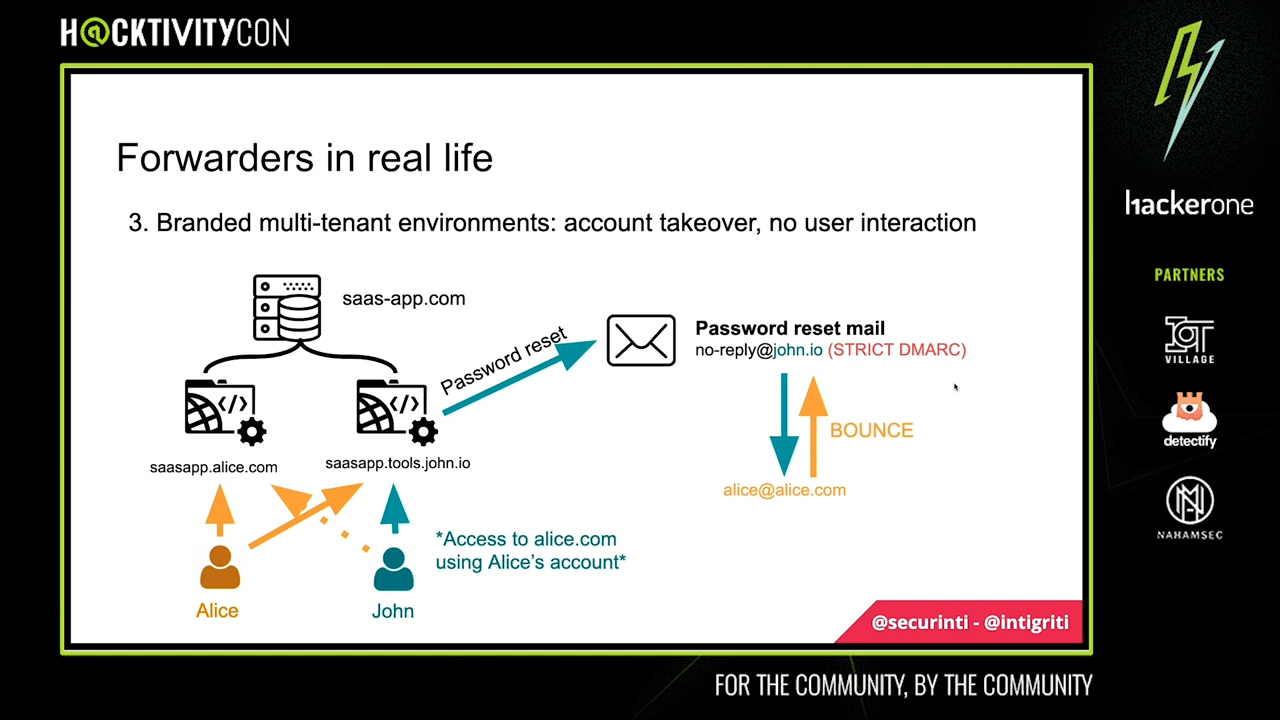 H@CKTIVITYCON
Forwarders in real life
3. Branded multi-tenant environments: account takeover, no user interaction
saas-app.com
Password reset
Password reset mail
no-reply@john.io (STRICT DMARC)
BOUNCE
alice@alice.com
saasapp.alice.com
saasapp.tools.john.io
*Access to alice.com
using Alice's account*
Alice
John
@securinti - @intigriti
FOR THE COMMUNITY, BY THE COMMUNITY
hackerone
PARTNERS
IOT
VILLAGE
detectify
NAHAMSEC